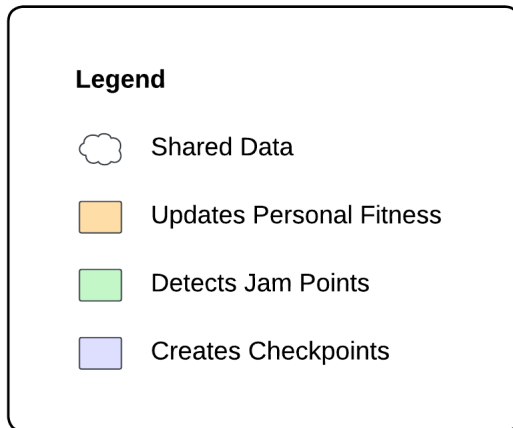 Legend
Shared Data
Updates Personal Fitness
Detects Jam Points
Creates Checkpoints